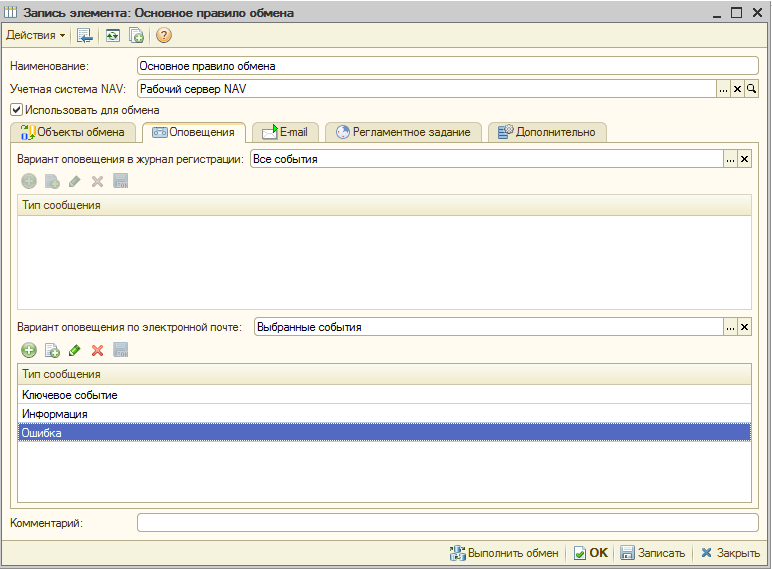 Запись элемента: Основное правило обмена
Действия
Наименование: Основное правило обмена
Учетная система NAV: Рабочий сервер NAV
Использовать для обмена
Объекты обмена Оповещения E-mail Регламентное задание Дополнительно
Вариант оповещения в журнал регистрации: Все события
Тип сообщения
Вариант оповещения по электронной почте: Выбранные события
Тип сообщения
Ключевое событие
Информация
Ошибка
Комментарий:
Выполнить обмен OK Записать Закрыть